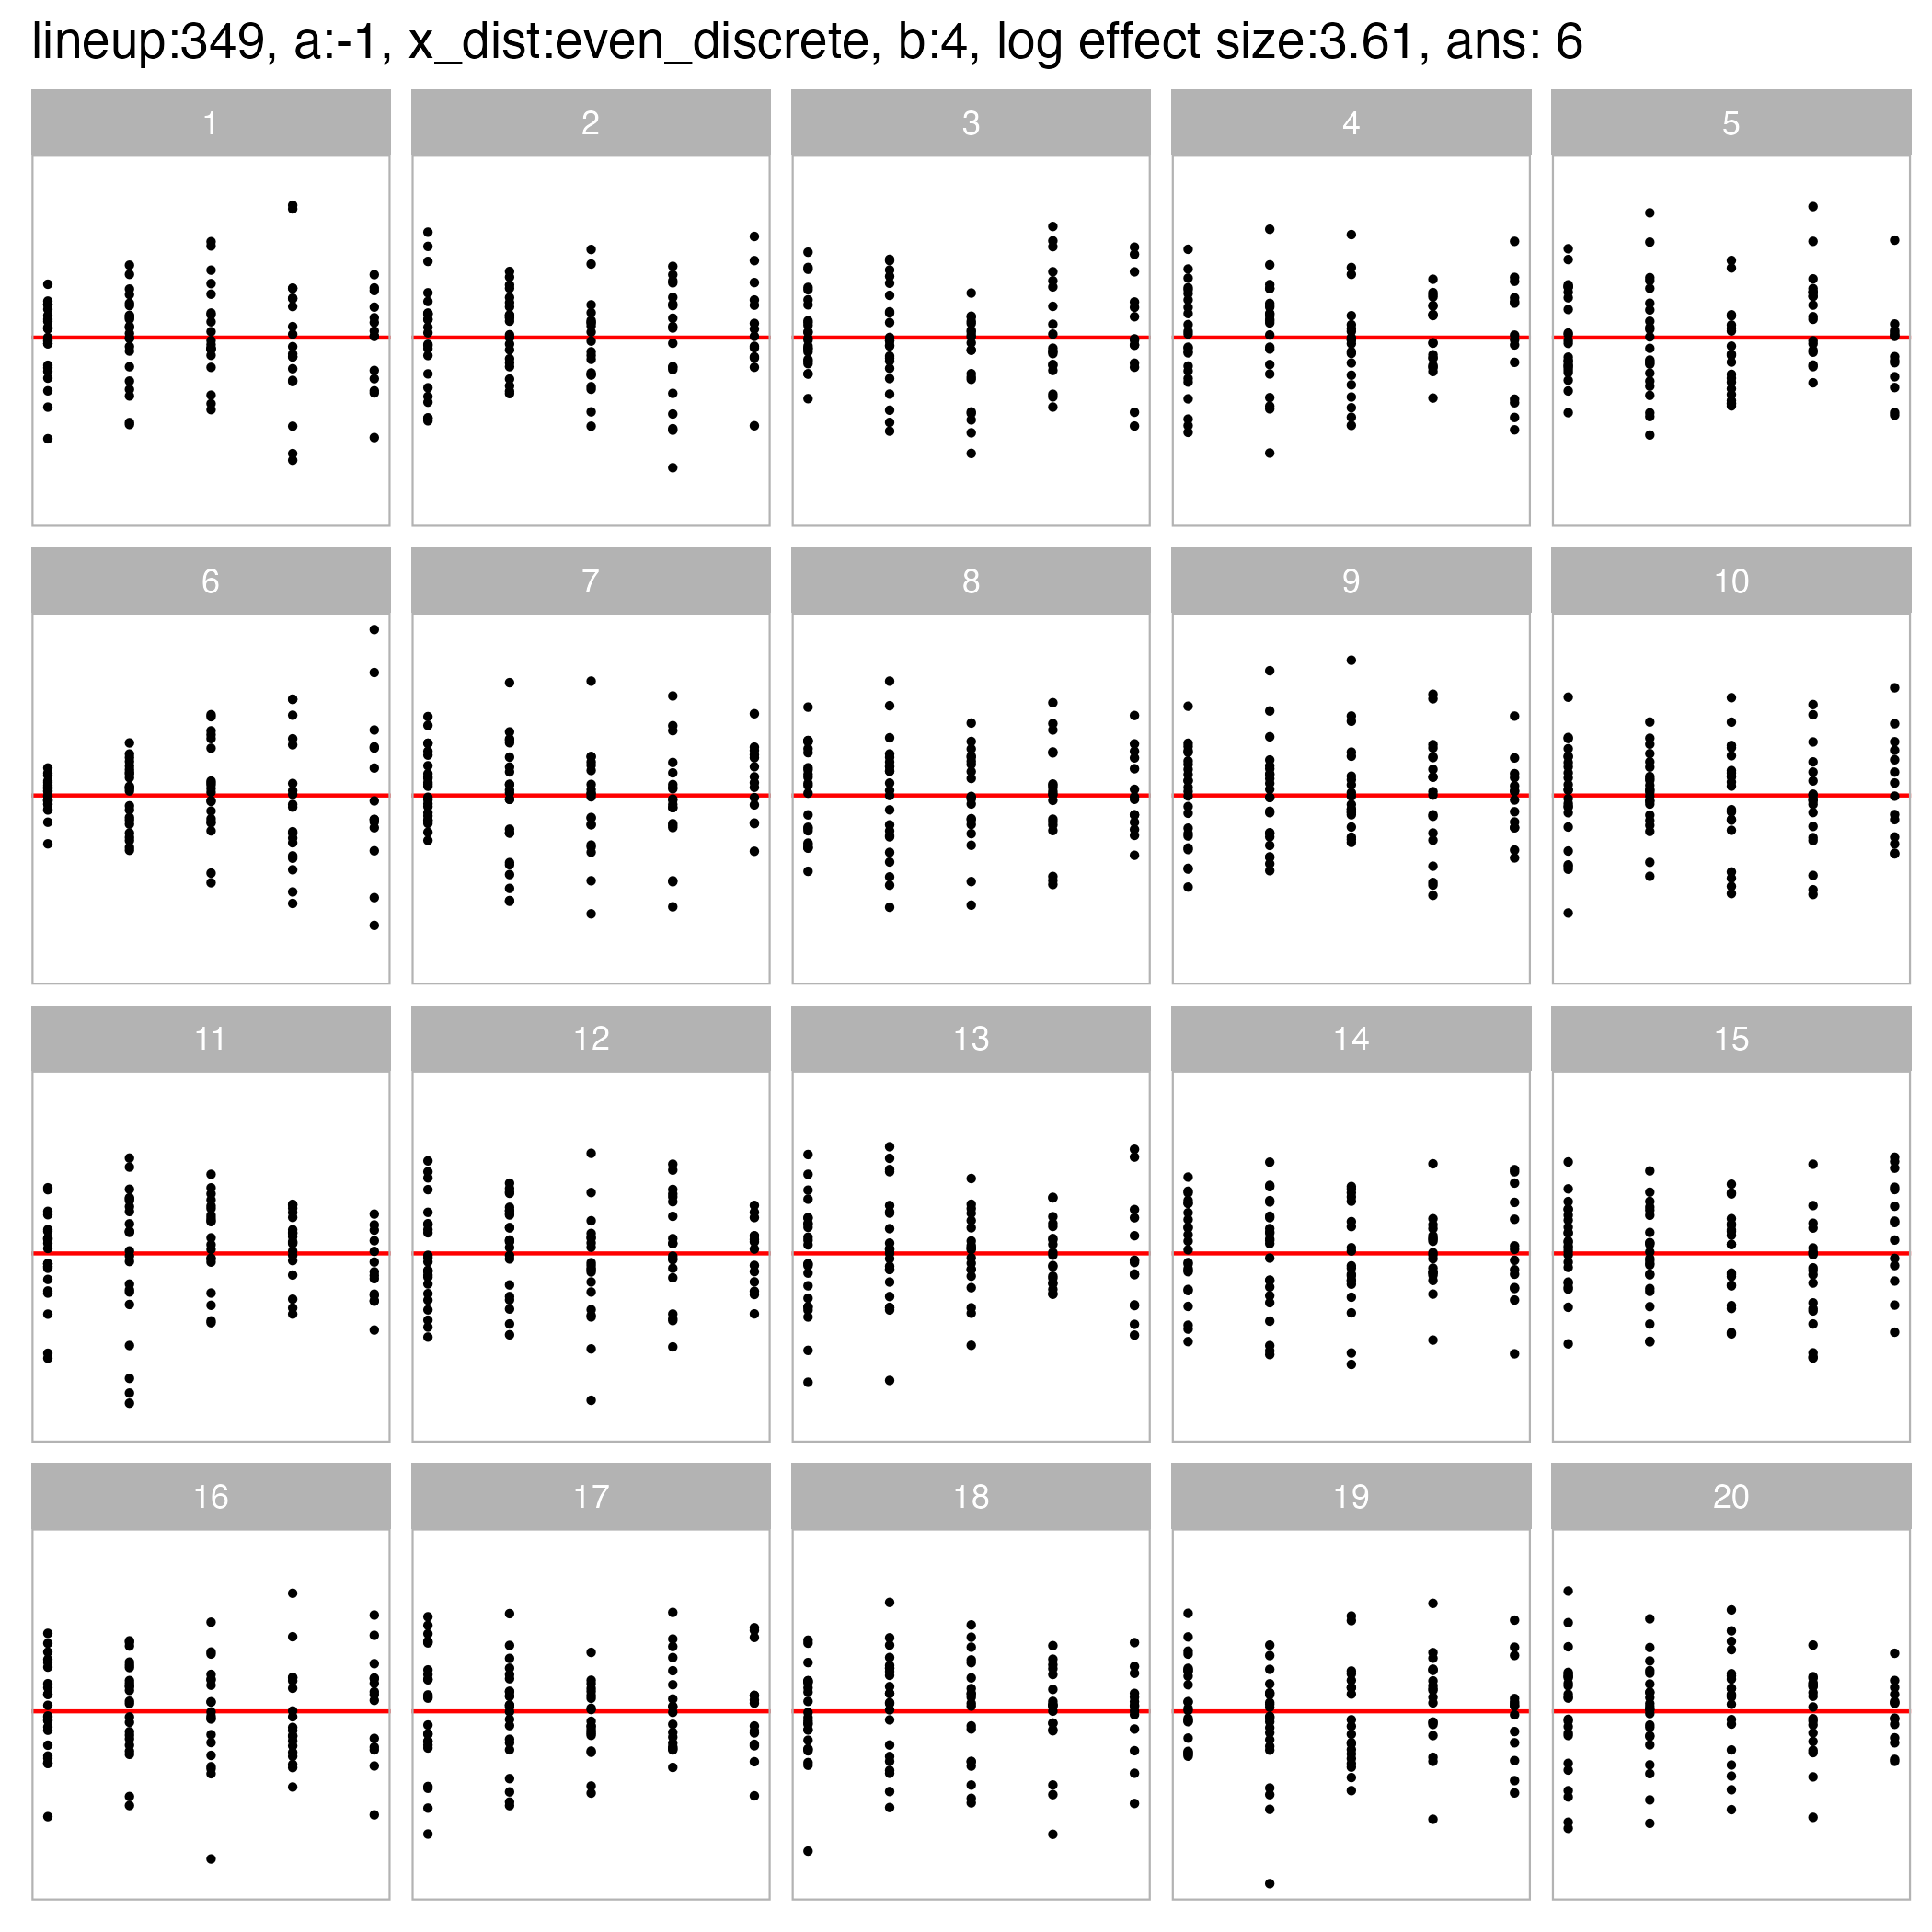 lineup:349, a:-1, x_dist:even_discrete, b:4, log effect size:3.61, ans: 6
1 2 3 4 5
6 7 8 9 10
11 12 13 14 15
16 17 18 19 20